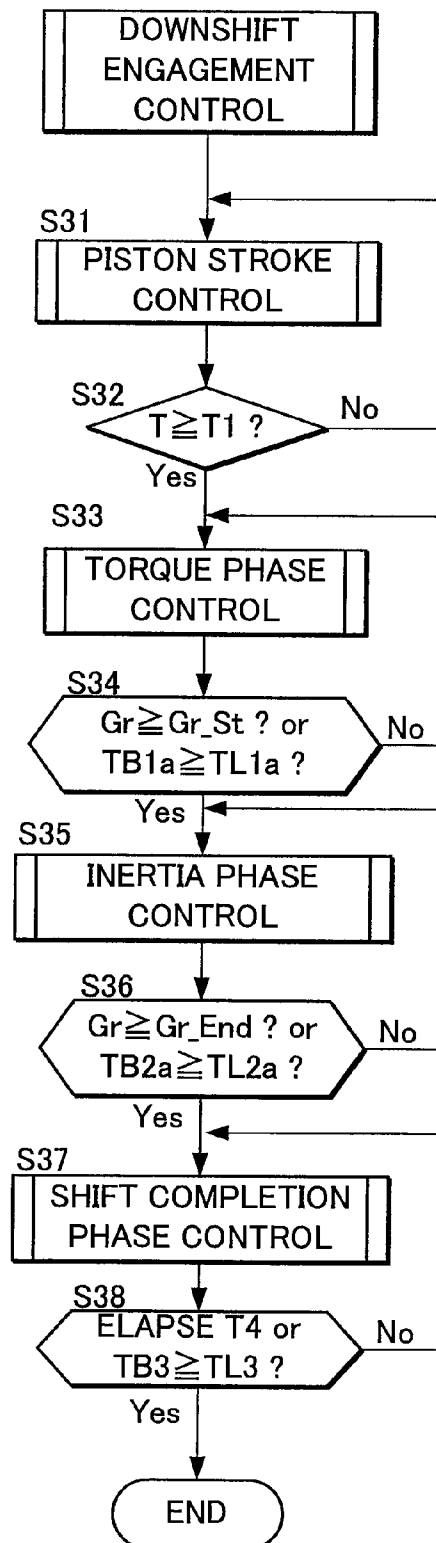 DOWNSHIFT
ENGAGEMENT
CONTROL
S31
PISTON STROKE
CONTROL
S32
T≧T1 ?
No
Yes
S33
TORQUE PHASE
CONTROL
S34
Gr≧Gr_St ? or
TB1a≧TL1a ?
No
Yes
S35
INERTIA PHASE
CONTROL
S36
Gr≧Gr_End ? or
TB2a≧TL2a ?
No
Yes
S37
SHIFT COMPLETION
PHASE CONTROL
S38
ELAPSE T4 or
TB3≧TL3 ?
No
Yes
END